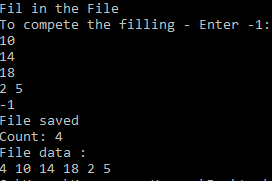 Fil in the File
To compete the filling - Enter -1:
10
14
18
2 5
-1
File saved
Count: 4
File data :
4 10 14 18 2 5